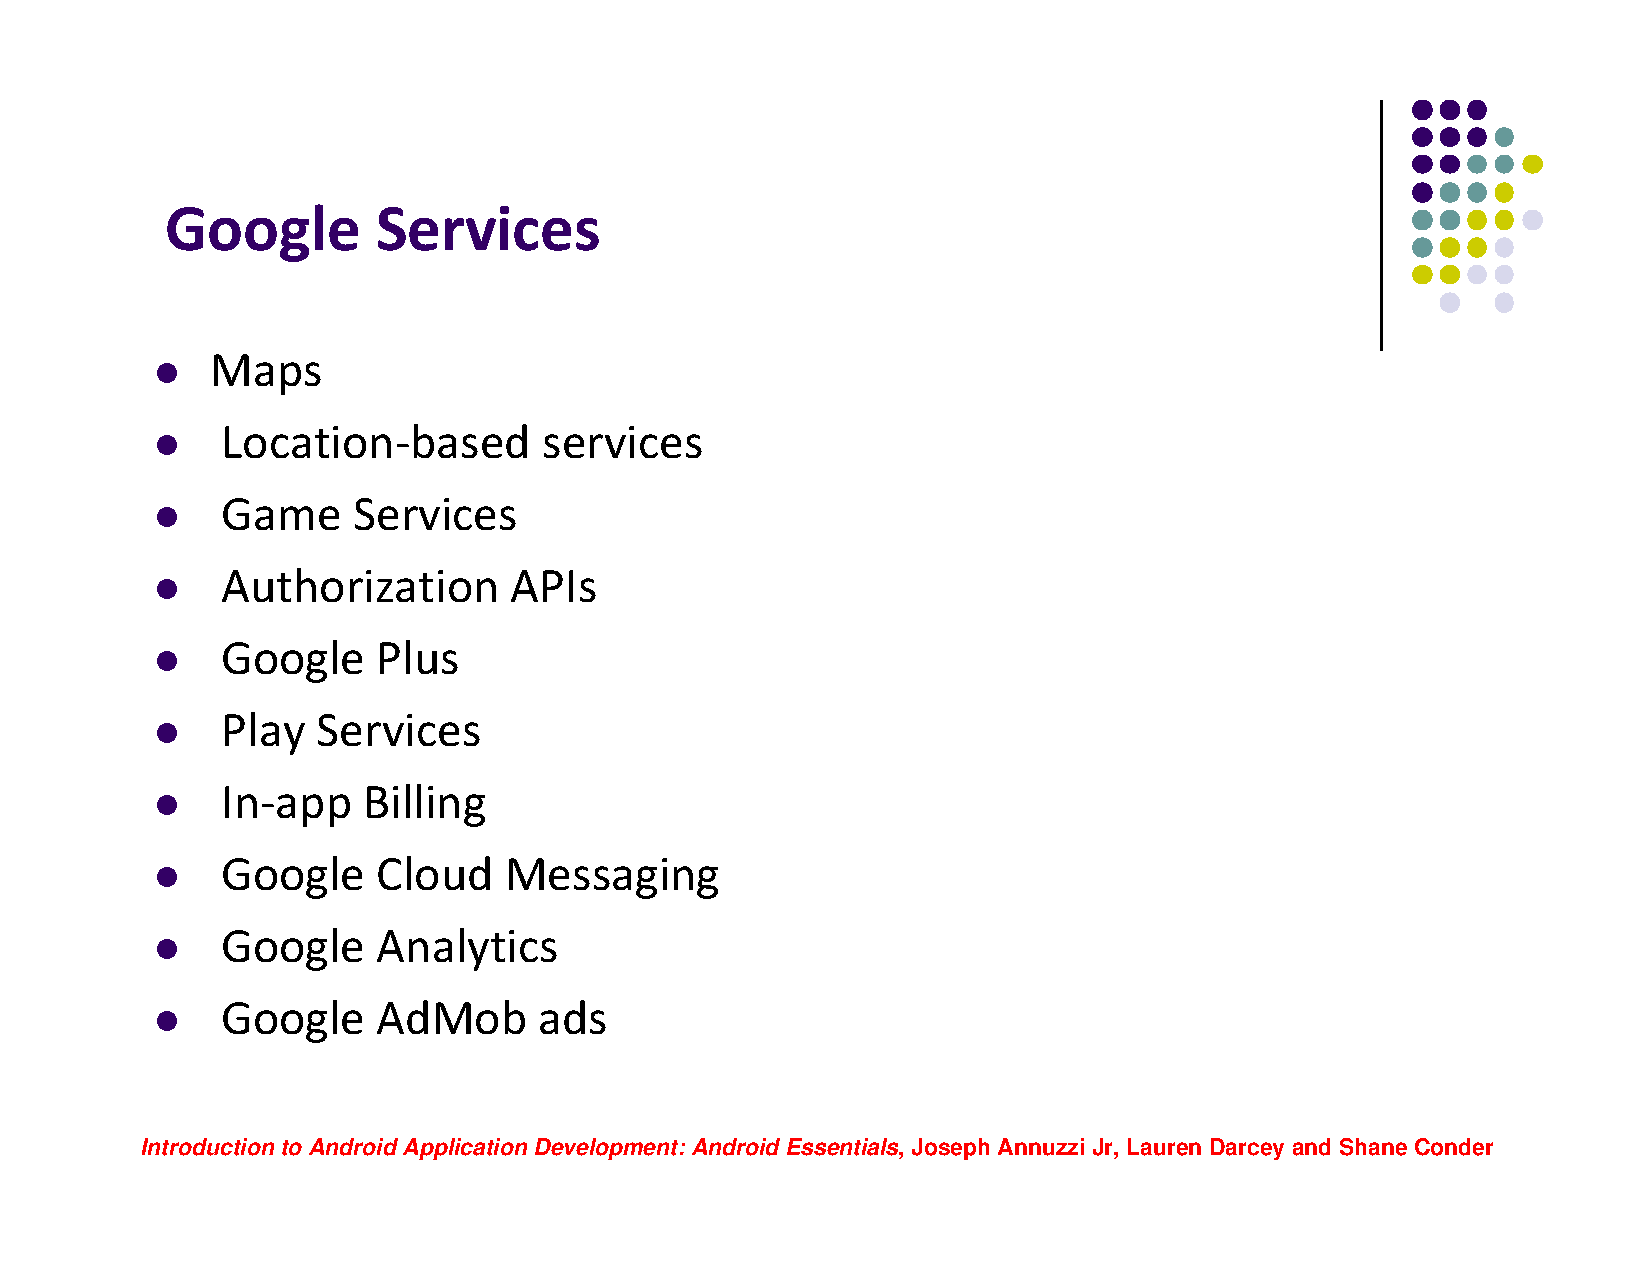 Google Services
● Maps
● Location-based services
● Game Services
● Authorization APIs
● Google Plus
● Play Services
● In-app Billing
● Google Cloud Messaging
● Google Analytics
● Google AdMob ads
Introduction to Android Application Development: Android Essentials, Joseph Annuzzi Jr, Lauren Darcey and Shane Conder